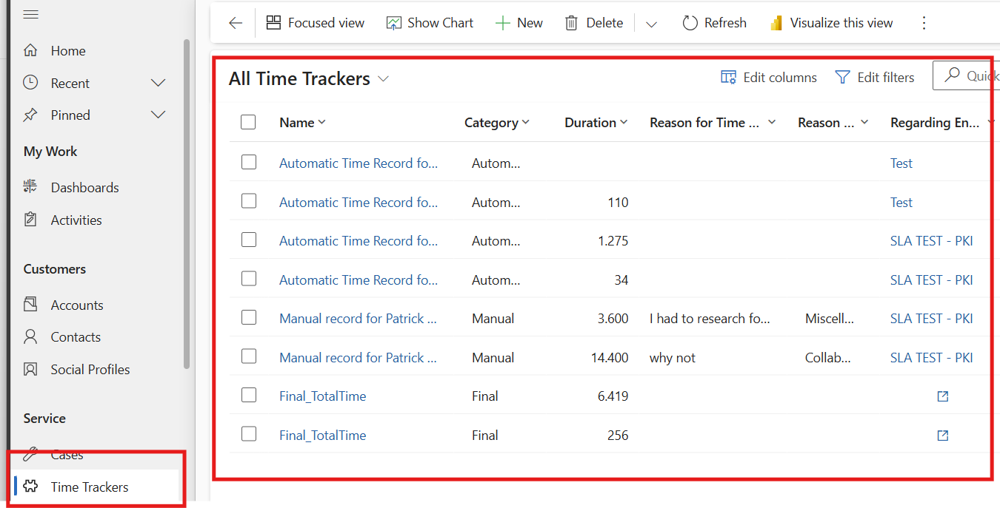 Focused view Show Chart New Delete Refresh Visualize this view
Home
Recent
Pinned
My Work
Dashboards
Activities
Customers
Accounts
Contacts
Social Profiles
Service
Cases
Time Trackers
All Time Trackers Edit columns Edit filters Quick
Name Category Duration Reason for Time ... Reason ... Regarding En...
Automatic Time Record fo... Autom... Test
Automatic Time Record fo... Autom... 110 Test
Automatic Time Record fo... Autom... 1.275 SLA TEST - PKI
Automatic Time Record fo... Autom... 34 SLA TEST - PKI
Manual record for Patrick ... Manual 3.600 I had to research fo... Miscell... SLA TEST - PKI
Manual record for Patrick ... Manual 14.400 why not Collab... SLA TEST - PKI
Final_TotalTime Final 6.419
Final_TotalTime Final 256